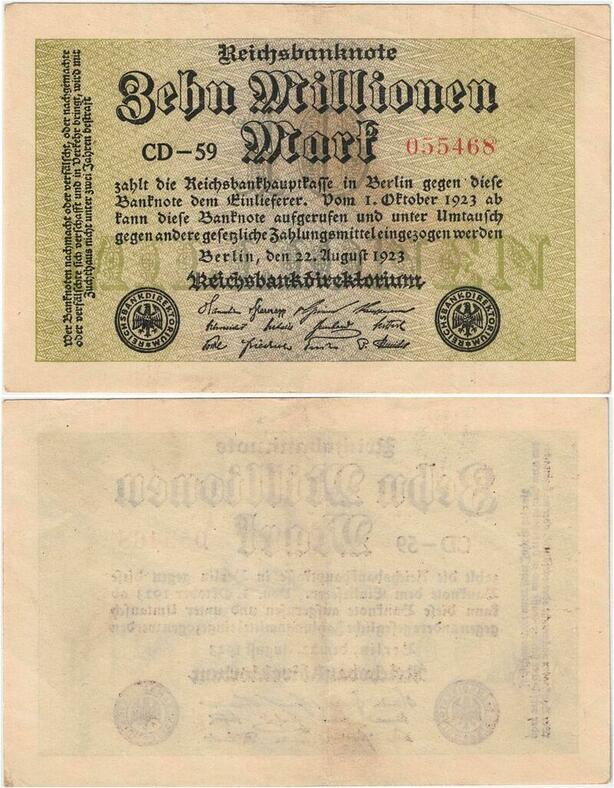 Reichsbanknote
Zehn Millionen
Mark
CD-59
055468
zahlt die Reichsbankhauptkasse in Berlin gegen diese
Banknote dem Einlieferer. Vom 1. Oktober 1923 ab
kann diese Banknote aufgerufen und unter Umtausch
gegen andere gesetzliche Zahlungsmittel eingezogen werden
Berlin, den 22. August 1923
Reichsbankdirektorium
REICHSBANKDIREKTORIUM
REICHSBANKDIREKTORIUM
Wer Banknoten nachmacht oder verfälscht, oder nachgemachte
oder verfälschte sich verschafft und in Verkehr bringt, wird mit
Zuchthaus nicht unter zwei Jahren bestraft